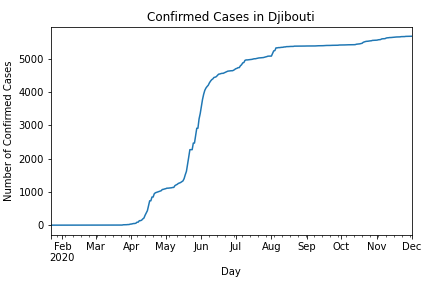 Confirmed Cases in Djibouti
Number of Confirmed Cases
5000
4000
3000
2000
1000
0
Feb Mar Apr May Jun Jul Aug Sep Oct Nov Dec
2020
Day